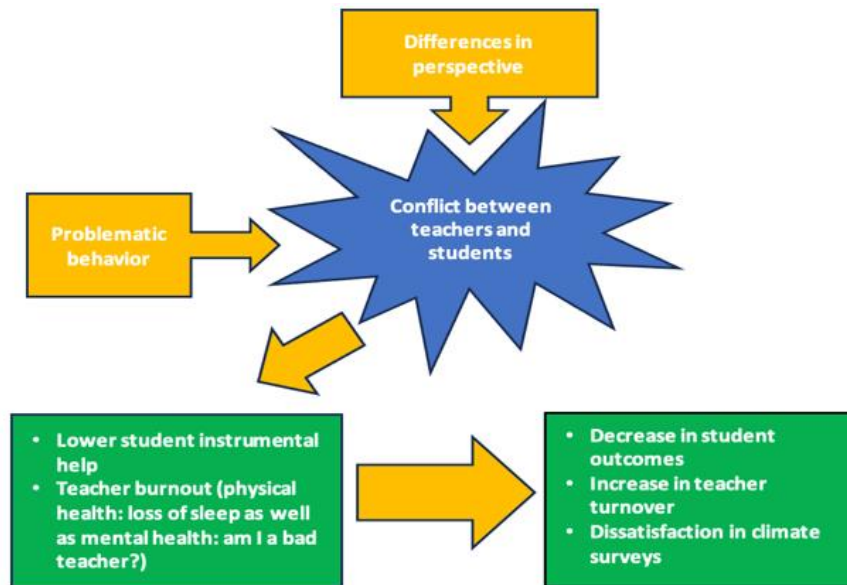 Differences in
perspective
Conflict between
teachers and
students
Problematic
behavior
• Lower student instrumental
help
• Teacher burnout (physical
health: loss of sleep as well
as mental health: am I a bad
teacher?)
• Decrease in student
outcomes
• Increase in teacher
turnover
• Dissatisfaction in climate
surveys